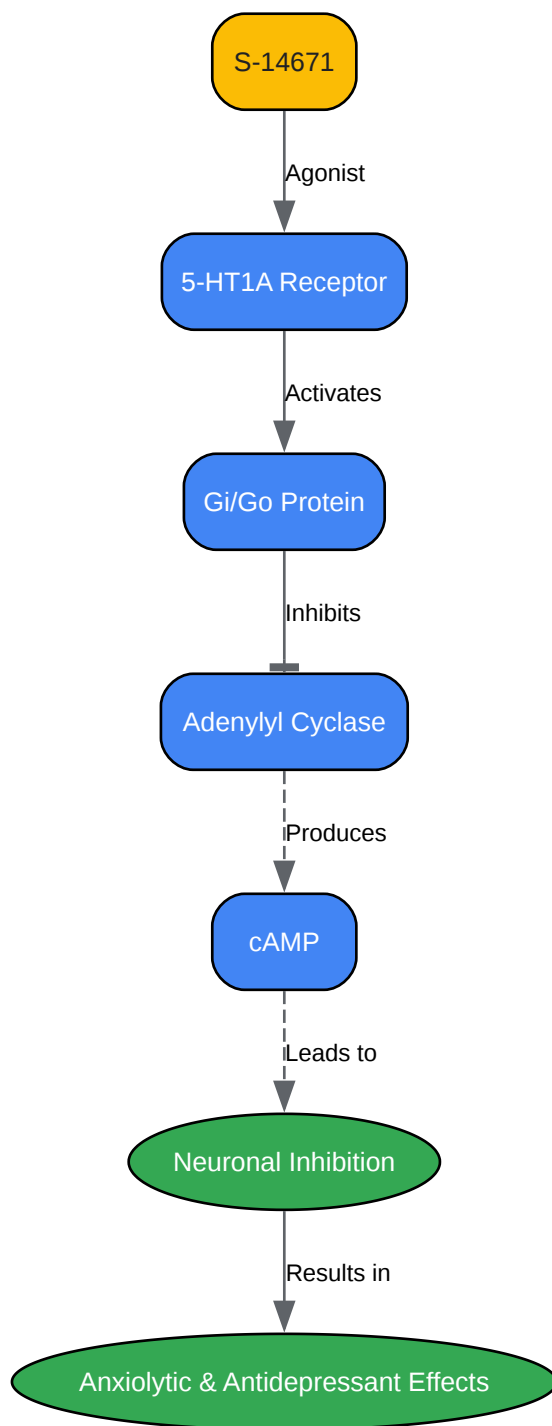 S-14671
Agonist
5-HT1A Receptor
Activates
Gi/Go Protein
Inhibits
Adenylyl Cyclase
Produces
cAMP
Leads to
Neuronal Inhibition
Results in
Anxiolytic & Antidepressant Effects